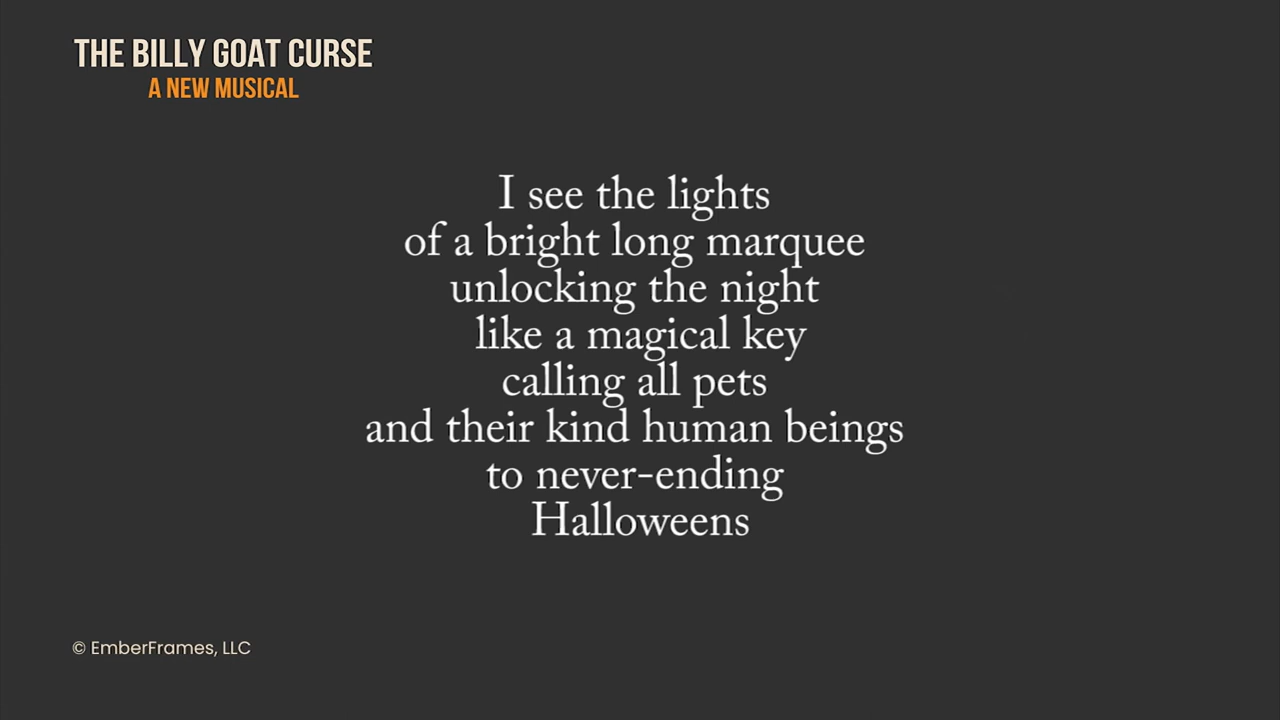 THE BILLY GOAT CURSE
A NEW MUSICAL
I see the lights
of a bright long marquee
unlocking the night
like a magical key
calling all pets
and their kind human beings
to never-ending
Halloweens
© EmberFrames, LLC